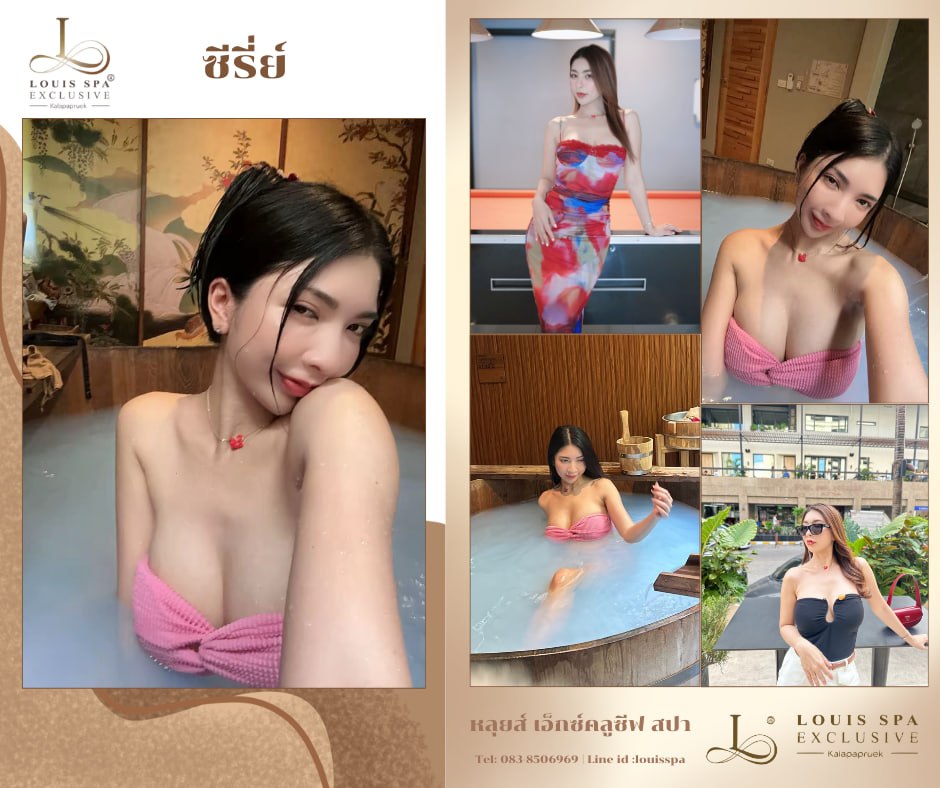 L
LOUIS SPA®
EXCLUSIVE
Kalapapruek
ซีรี่ย์
หลุยส์ เอ็กซ์คลูซีฟ สปา
Tel: 083-8506969 | Line id :louisspa
L ®
LOUIS SPA
EXCLUSIVE
Kalapapruek